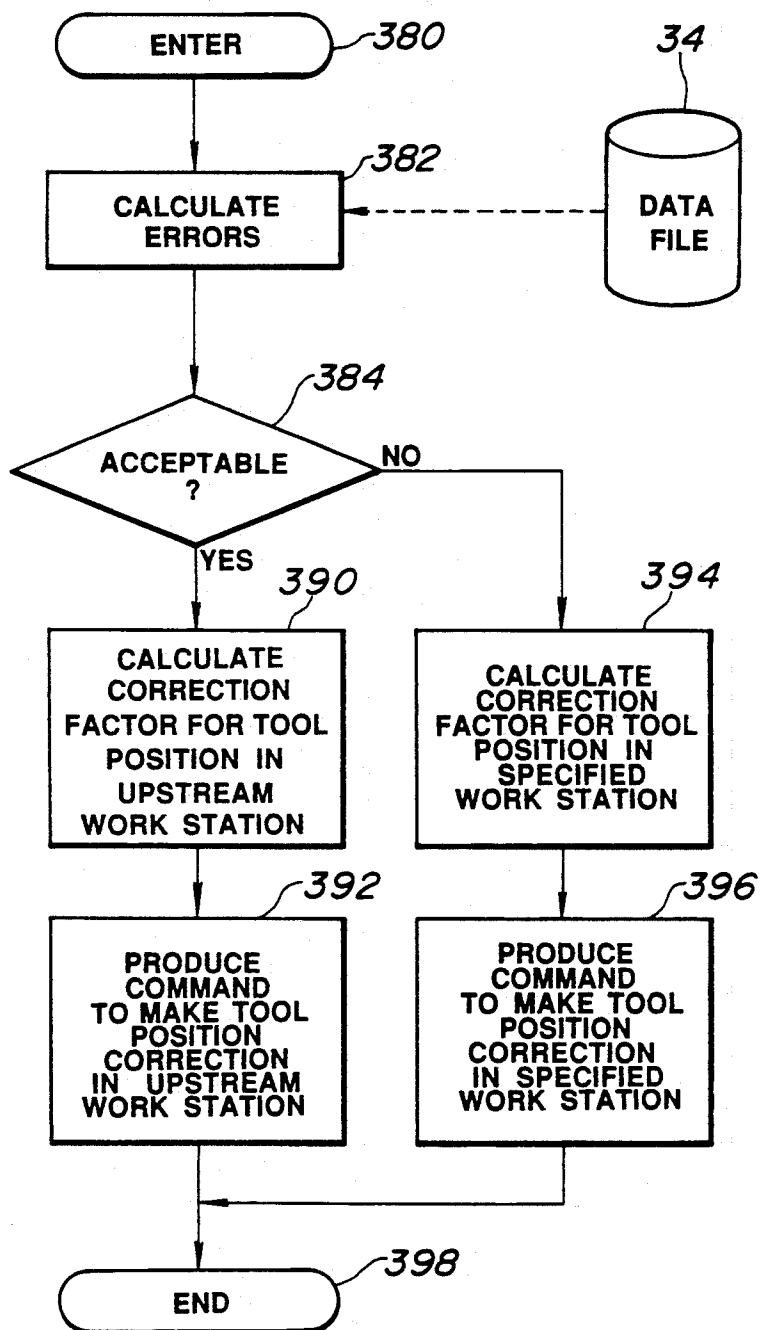 ENTER
380
34
382
CALCULATE
ERRORS
DATA
FILE
384
ACCEPTABLE
?
NO
YES
390
CALCULATE
CORRECTION
FACTOR FOR TOOL
POSITION IN
UPSTREAM
WORK STATION
394
CALCULATE
CORRECTION
FACTOR FOR TOOL
POSITION IN
SPECIFIED
WORK STATION
392
PRODUCE
COMMAND
TO MAKE TOOL
POSITION
CORRECTION
IN UPSTREAM
WORK STATION
396
PRODUCE
COMMAND
TO MAKE TOOL
POSITION
CORRECTION
IN SPECIFIED
WORK STATION
398
END